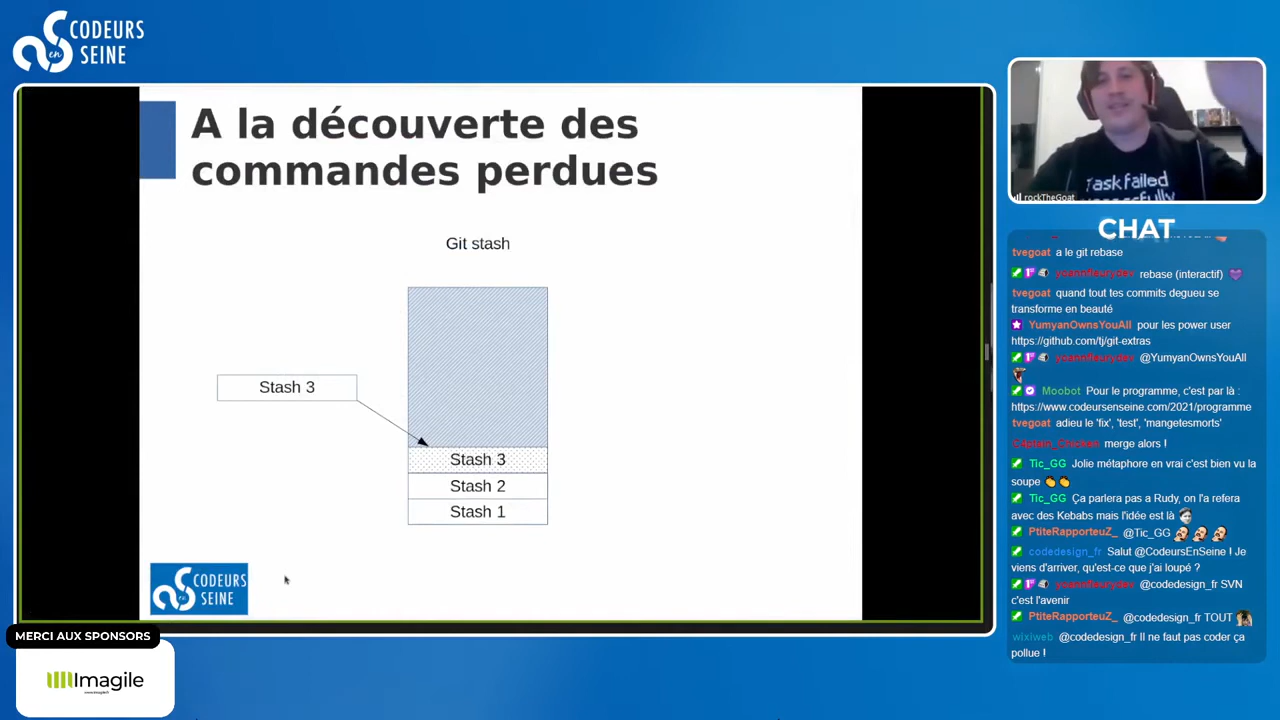 CODEURS
en
SEINE
A la découverte des
commandes perdues
Git stash
Stash 3
Stash 3
Stash 2
Stash 1
CODEURS
en
SEINE
MERCI AUX SPONSORS
Imagile
Task failed
rockTheGoat
CHAT
tvegoat a le git rebase
rebase (interactif)
tvegoat quand tout tes commits degueu se
transforme en beauté
YumyanOwnsYouAll pour les power user
https://github.com/tj/git-extras
@YumyanOwnsYouAll
Moobot Pour le programme, c'est par là :
https://www.codeursenseine.com/2021/programme
tvegoat adieu le 'fix', 'test', 'mangetesmorts'
merge alors !
Tic_GG Jolie métaphore en vrai c'est bien vu la
soupe
Tic_GG Ça parlera pas a Rudy, on l'a refera
avec des Kebabs mais l'idée est là
PtiteRapporteuZ_ @Tic_GG
codedesign_fr Salut @CodeursEnSeine ! Je
viens d'arriver, qu'est-ce que j'ai loupé ?
@codedesign_fr SVN
c'est l'avenir
PtiteRapporteuZ_ @codedesign_fr TOUT
wixiweb @codedesign_fr Il ne faut pas coder ça
pollue !